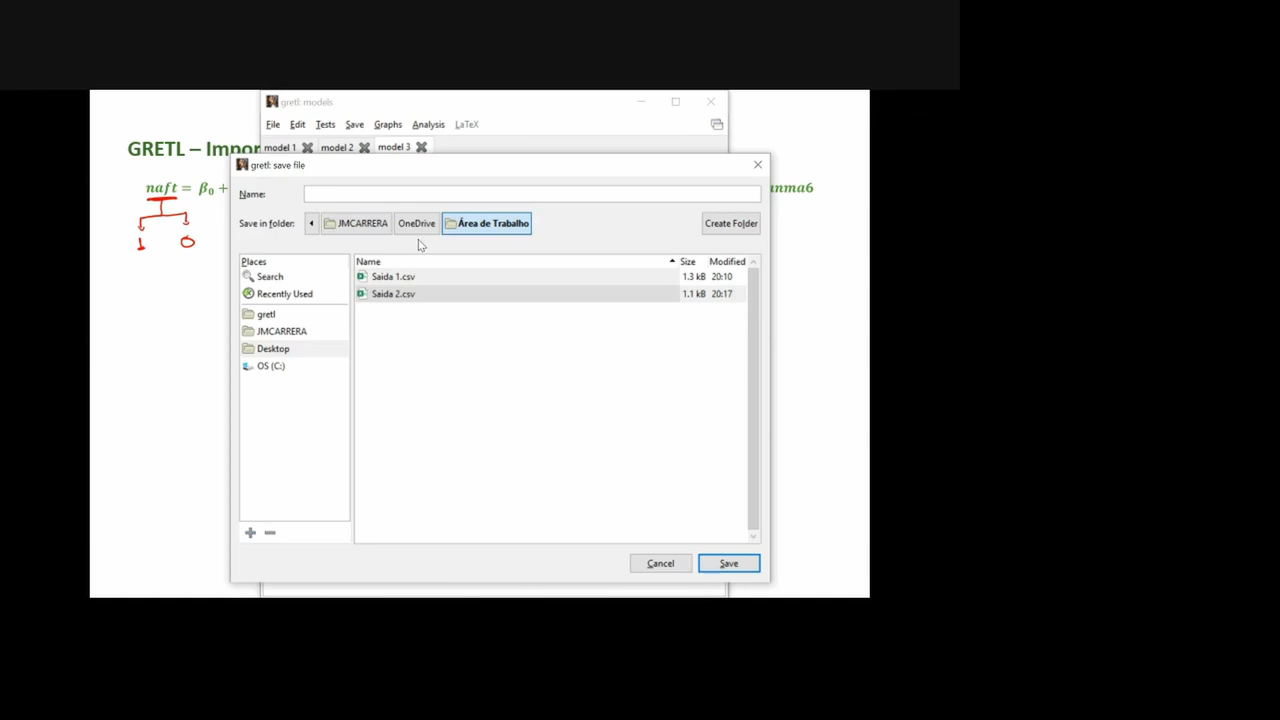 gretl: models
File Edit Tests Save Graphs Analysis LaTeX
GRETL – Impor
model 1 model 2 model 3
gretl: save file
naft = β₀ +
anma6
1 0
Name:
Save in folder: JMCARRERA OneDrive Área de Trabalho Create Folder
Places
Search
Recently Used
gretl
JMCARRERA
Desktop
OS (C:)
Name Size Modified
Saida 1.csv 1.3 kB 20:10
Saida 2.csv 1.1 kB 20:17
Cancel Save